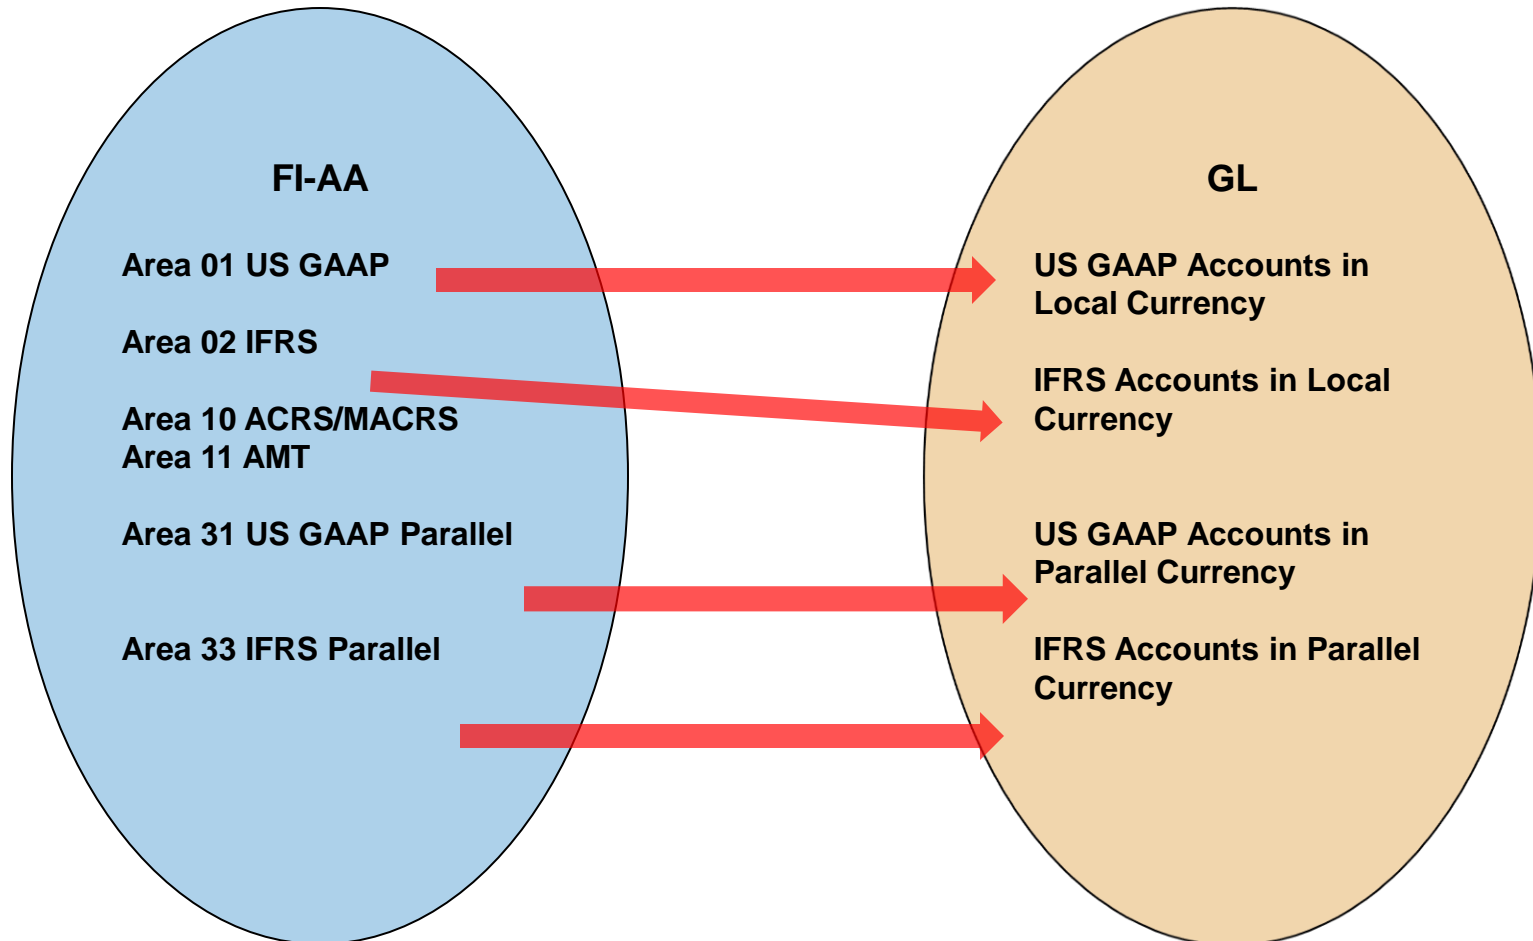 FI-AA
Area 01 US GAAP
Area 02 IFRS
Area 10 ACRS/MACRS
Area 11 AMT
Area 31 US GAAP Parallel
Area 33 IFRS Parallel
GL
US GAAP Accounts in
Local Currency
IFRS Accounts in Local
Currency
US GAAP Accounts in
Parallel Currency
IFRS Accounts in Parallel
Currency